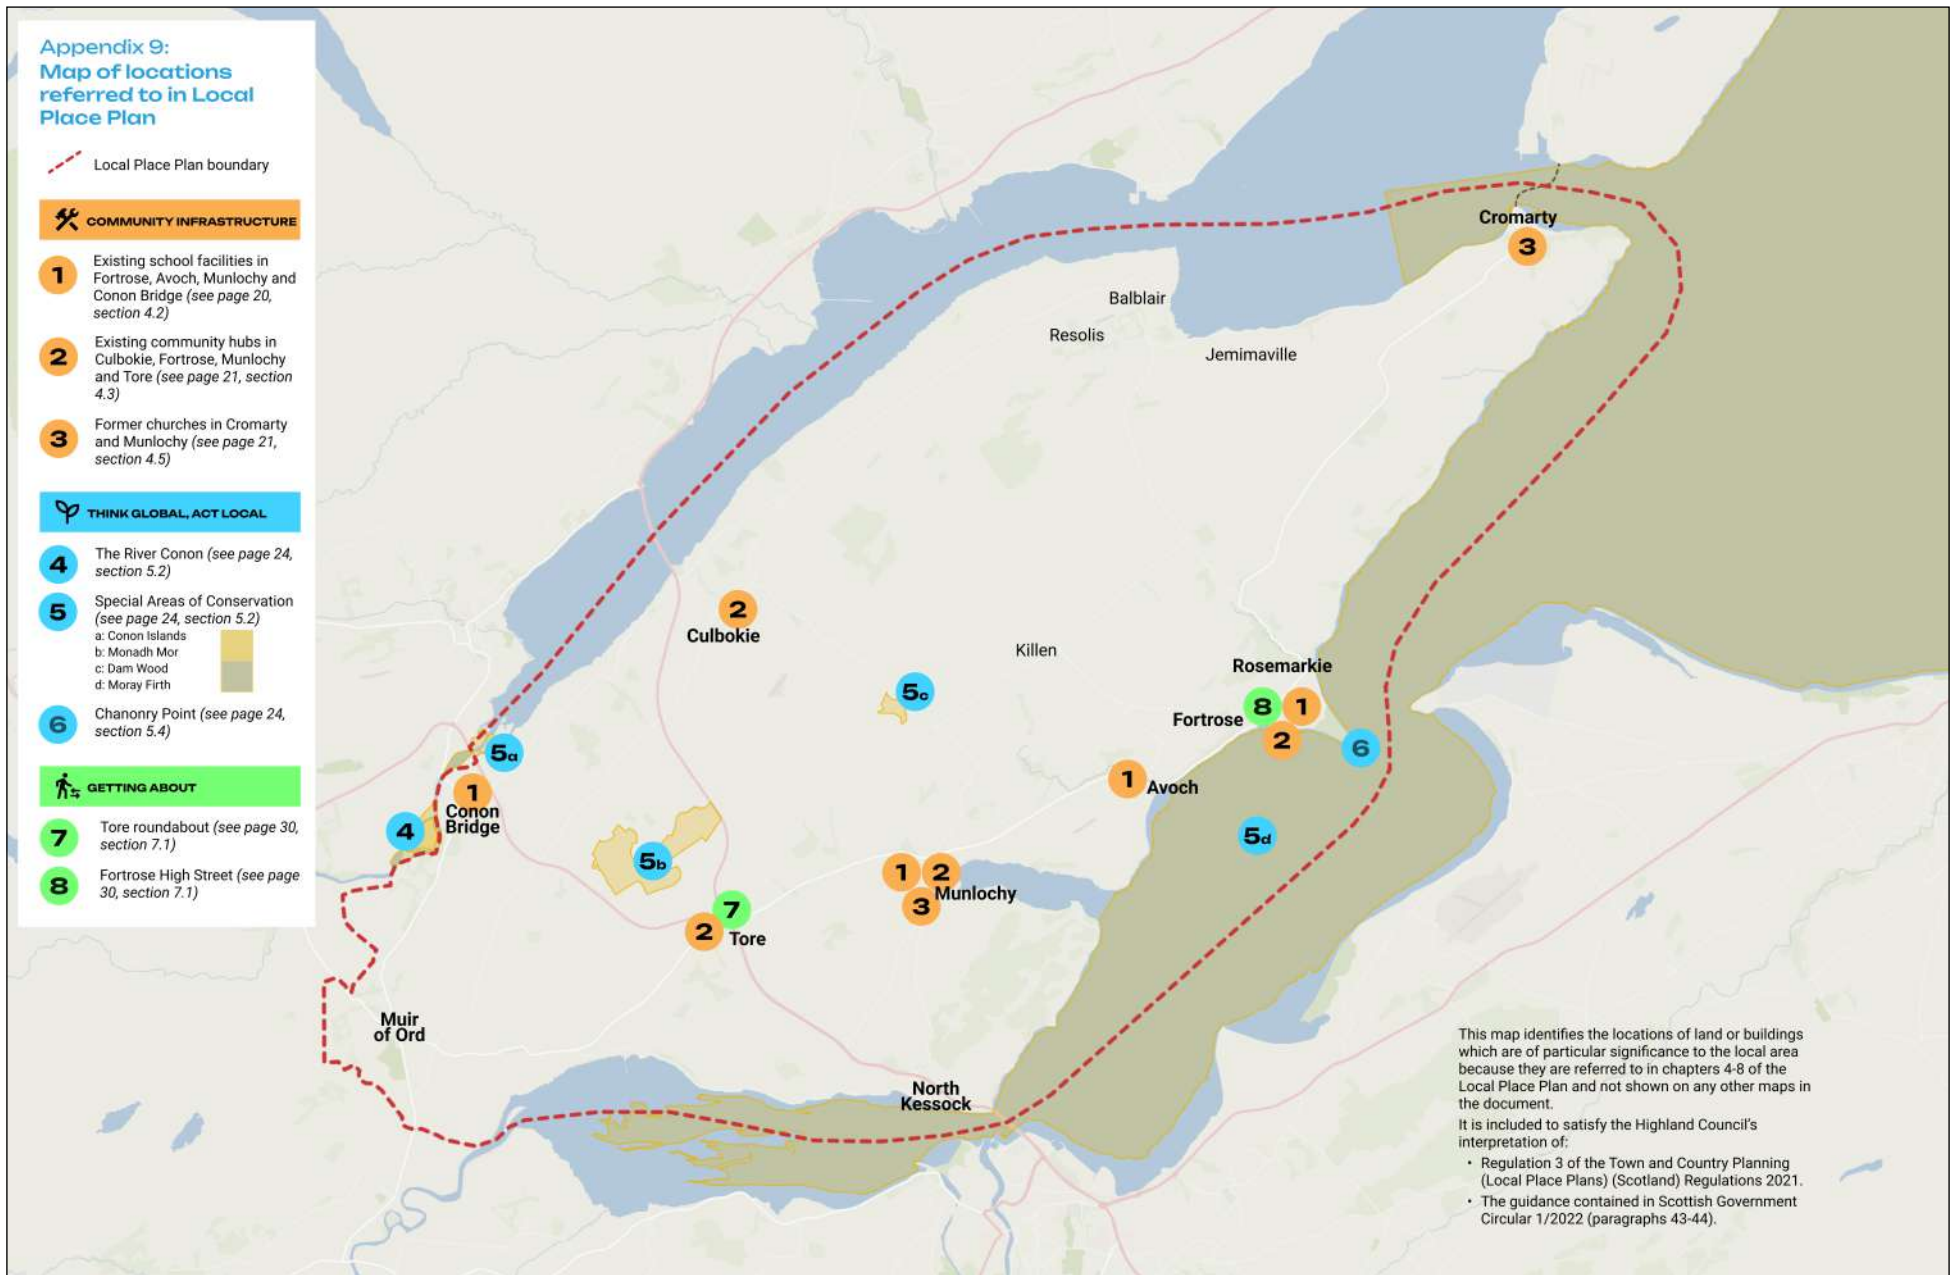 Appendix 9:
Map of locations
referred to in Local
Place Plan
Local Place Plan boundary
COMMUNITY INFRASTRUCTURE
1
Existing school facilities in
Fortrose, Avoch, Munlochy and
Conon Bridge (see page 20,
section 4.2)
2
Existing community hubs in
Culbokie, Fortrose, Munlochy
and Tore (see page 21, section
4.3)
3
Former churches in Cromarty
and Munlochy (see page 21,
section 4.5)
THINK GLOBAL, ACT LOCAL
4
The River Conon (see page 24,
section 5.2)
5
Special Areas of Conservation
(see page 24, section 5.2)
a: Conon Islands
b: Monadh Mor
c: Dam Wood
d: Moray Firth
6
Chanonry Point (see page 24,
section 5.4)
GETTING ABOUT
7
Tore roundabout (see page 30,
section 7.1)
8
Fortrose High Street (see page
30, section 7.1)
Cromarty
3
Balblair
Resolis
Jemimaville
2
Culbokie
Killen
Rosemarkie
5c
8 1
Fortrose
2
6
5a
1
Conon
Bridge
4
1
Avoch
5d
5b
1 2
Munlochy
3
7
2
Tore
Muir
of Ord
North
Kessock
This map identifies the locations of land or buildings
which are of particular significance to the local area
because they are referred to in chapters 4-8 of the
Local Place Plan and not shown on any other maps in
the document.
It is included to satisfy the Highland Council's
interpretation of:
• Regulation 3 of the Town and Country Planning
(Local Place Plans) (Scotland) Regulations 2021.
• The guidance contained in Scottish Government
Circular 1/2022 (paragraphs 43-44).